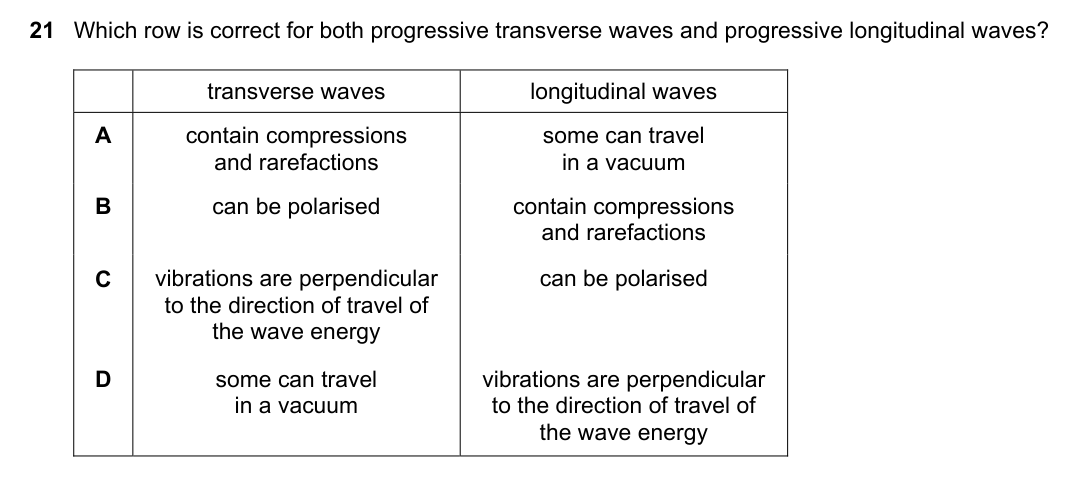 21 Which row is correct for both progressive transverse waves and progressive longitudinal waves?
transverse waves longitudinal waves
A contain compressions some can travel
and rarefactions in a vacuum
B can be polarised contain compressions
and rarefactions
C vibrations are perpendicular can be polarised
to the direction of travel of
the wave energy
D some can travel vibrations are perpendicular
in a vacuum to the direction of travel of
the wave energy